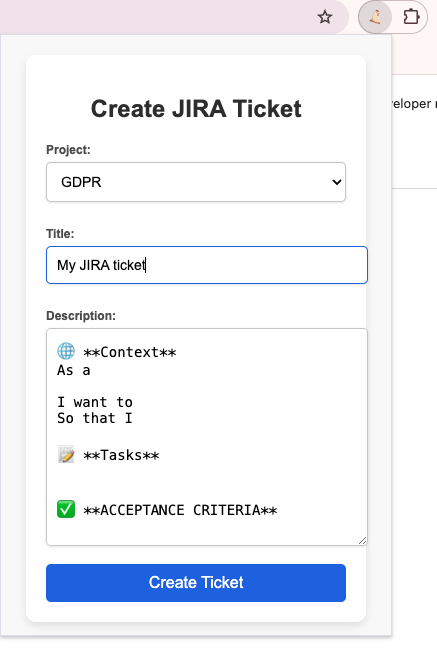 eloper
Create JIRA Ticket
Project:
GDPR
Title:
My JIRA ticket
Description:
🌐 **Context**
As a
I want to
So that I
📝 **Tasks**
✅ **ACCEPTANCE CRITERIA**
Create Ticket